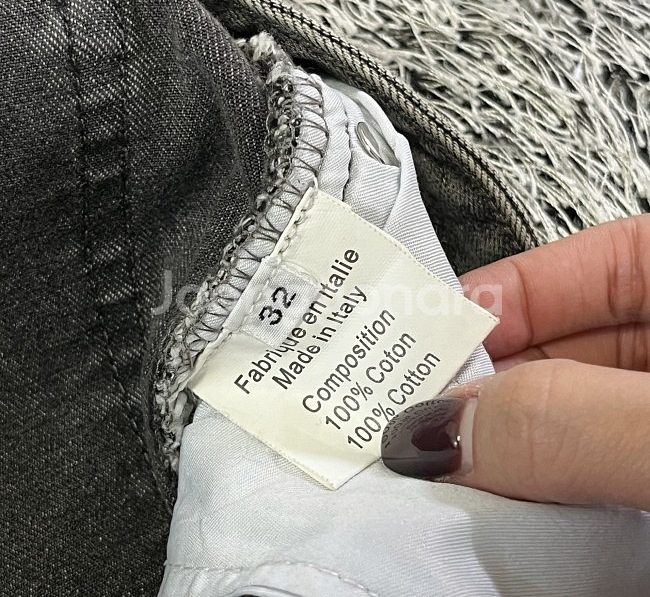 32
Fabrique en Italie
Made in Italy
Composition
100% Coton
100% Cotton